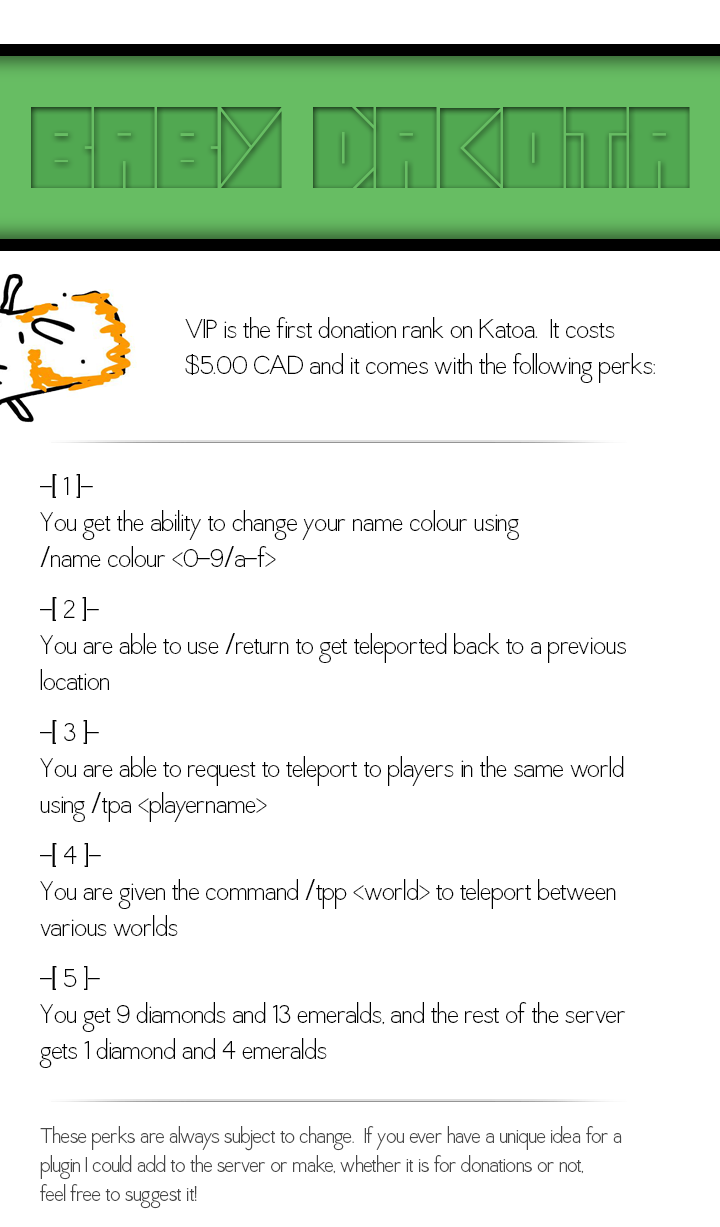 BABY DAKOTA
VIP is the first donation rank on Katoa.  It costs
$5.00 CAD and it comes with the following perks:
-[ 1 ]-
You get the ability to change your name colour using
/name colour <0-9/a-f>
-[ 2 ]-
You are able to use /return to get teleported back to a previous
location
-[ 3 ]-
You are able to request to teleport to players in the same world
using /tpa <playername>
-[ 4 ]-
You are given the command /tpp <world> to teleport between
various worlds
-[ 5 ]-
You get 9 diamonds and 13 emeralds, and the rest of the server
gets 1 diamond and 4 emeralds
These perks are always subject to change.  If you ever have a unique idea for a
plugin I could add to the server or make, whether it is for donations or not,
feel free to suggest it!